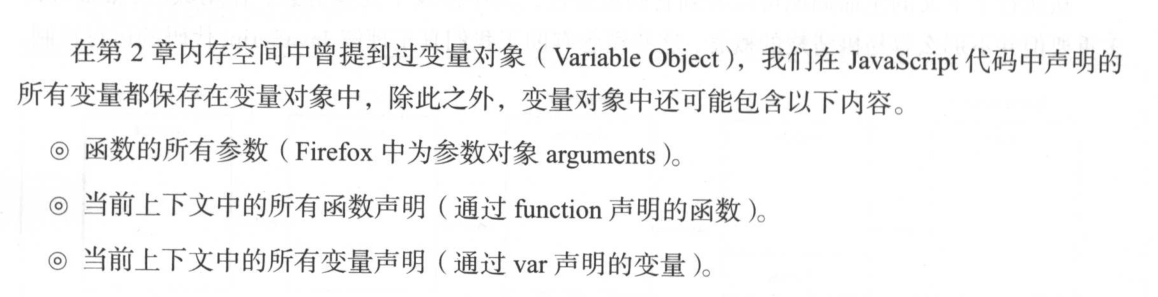 在第 2 章内存空间中曾提到过变量对象（Variable Object），我们在 JavaScript 代码中声明的
所有变量都保存在变量对象中，除此之外，变量对象中还可能包含以下内容。
◎ 函数的所有参数（Firefox 中为参数对象 arguments）。
◎ 当前上下文中的所有函数声明（通过 function 声明的函数）。
◎ 当前上下文中的所有变量声明（通过 var 声明的变量）。